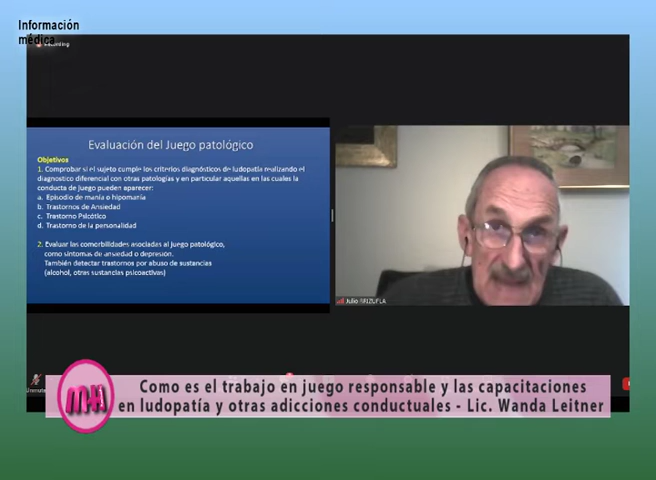 Información
médica
Evaluación del Juego patológico
Objetivos
1. Comprobar si el sujeto cumple los criterios diagnósticos de ludopatía realizando el
diagnostico diferencial con otras patologías y en particular aquellas en las cuales la
conducta de juego pueden aparecer:
a. Episodio de manía o hipomanía
b. Trastornos de Ansiedad
c. Trastorno Psicótico
d. Trastorno de la personalidad
2. Evaluar las comorbilidades asociadas al juego patológico,
como síntomas de ansiedad o depresión.
También detectar trastornos por abuso de sustancias
(alcohol, otras sustancias psicoactivas)
Julio BRIZUELA
Como es el trabajo en juego responsable y las capacitaciones
en ludopatía y otras adicciones conductuales - Lic. Wanda Leitner